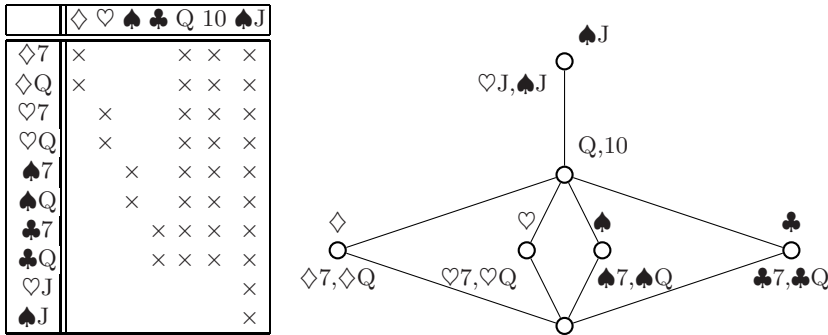 ♢ ♡ ♠ ♣ Q 10 ♠J
♢7 × × × ×
♢Q × × × ×
♡7 × × × ×
♡Q × × × ×
♠7 × × × ×
♠Q × × × ×
♣7 × × × ×
♣Q × × × ×
♡J ×
♠J ×
♠J
♡J,♠J
Q,10
♢ ♡ ♠ ♣
♢7,♢Q ♡7,♡Q ♠7,♠Q ♣7,♣Q